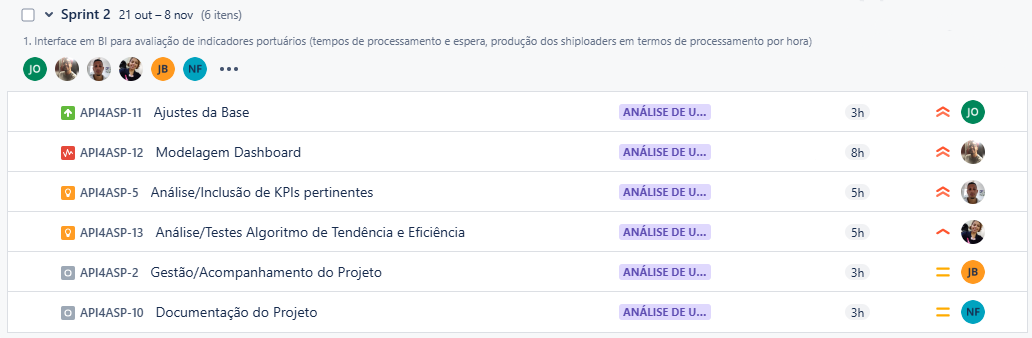 Sprint 2 21 out – 8 nov (6 itens)
1. Interface em BI para avaliação de indicadores portuários (tempos de processamento e espera, produção dos shiploaders em termos de processamento por hora)
JO JB NF
API4ASP-11 Ajustes da Base ANÁLISE DE U... 3h JO
API4ASP-12 Modelagem Dashboard ANÁLISE DE U... 8h
API4ASP-5 Análise/Inclusão de KPIs pertinentes ANÁLISE DE U... 5h
API4ASP-13 Análise/Testes Algoritmo de Tendência e Eficiência ANÁLISE DE U... 5h
API4ASP-2 Gestão/Acompanhamento do Projeto ANÁLISE DE U... 3h JB
API4ASP-10 Documentação do Projeto ANÁLISE DE U... 3h NF